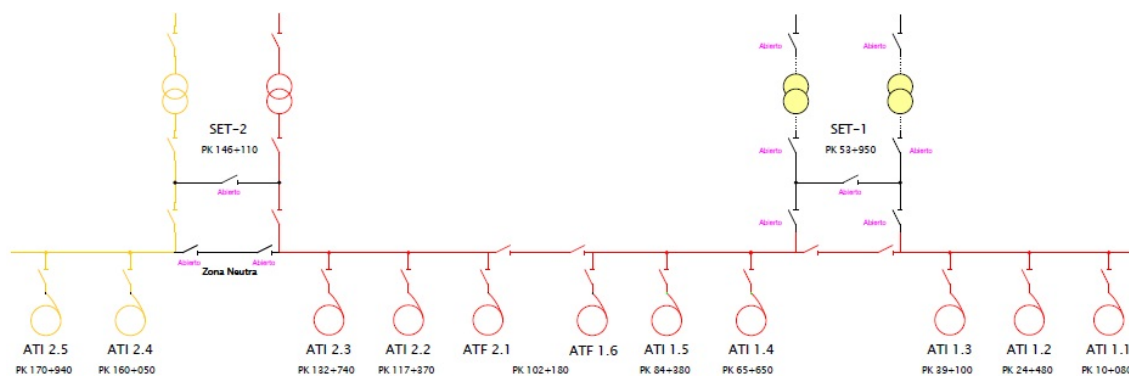 Abierto
Abierto
SET-2
PK 146+110
SET-1
PK 53+950
Abierto
Abierto
Abierto
Abierto
Abierto
Abierto
Abierto
Abierto
Zona Neutra
ATI 2.5
ATI 2.4
ATI 2.3
ATI 2.2
ATF 2.1
ATF 1.6
ATI 1.5
ATI 1.4
ATI 1.3
ATI 1.2
ATI 1.1
PK 170+940
PK 160+050
PK 132+740
PK 117+370
PK 102+180
PK 84+380
PK 65+650
PK 39+100
PK 24+480
PK 10+080